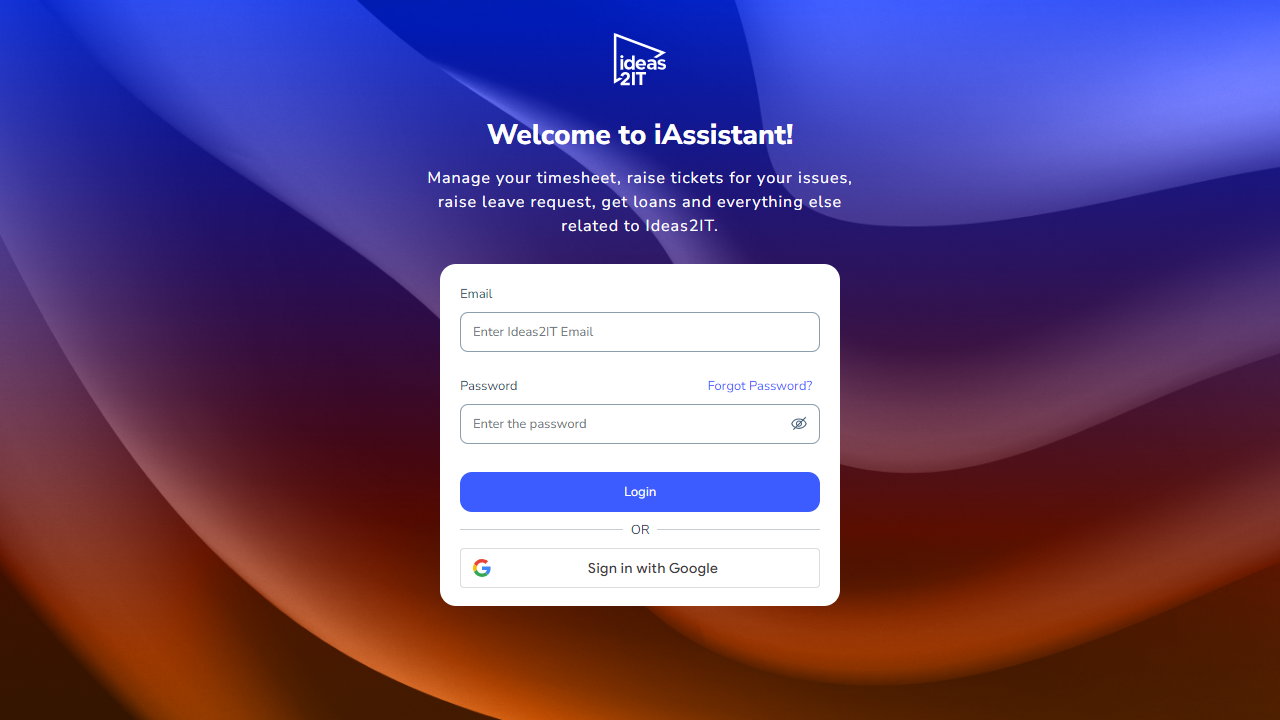 ideas
2IT
Welcome to iAssistant!
Manage your timesheet, raise tickets for your issues,
raise leave request, get loans and everything else
related to Ideas2IT.
Email
Enter Ideas2IT Email
Password Forgot Password?
Enter the password
Login
OR
Sign in with Google